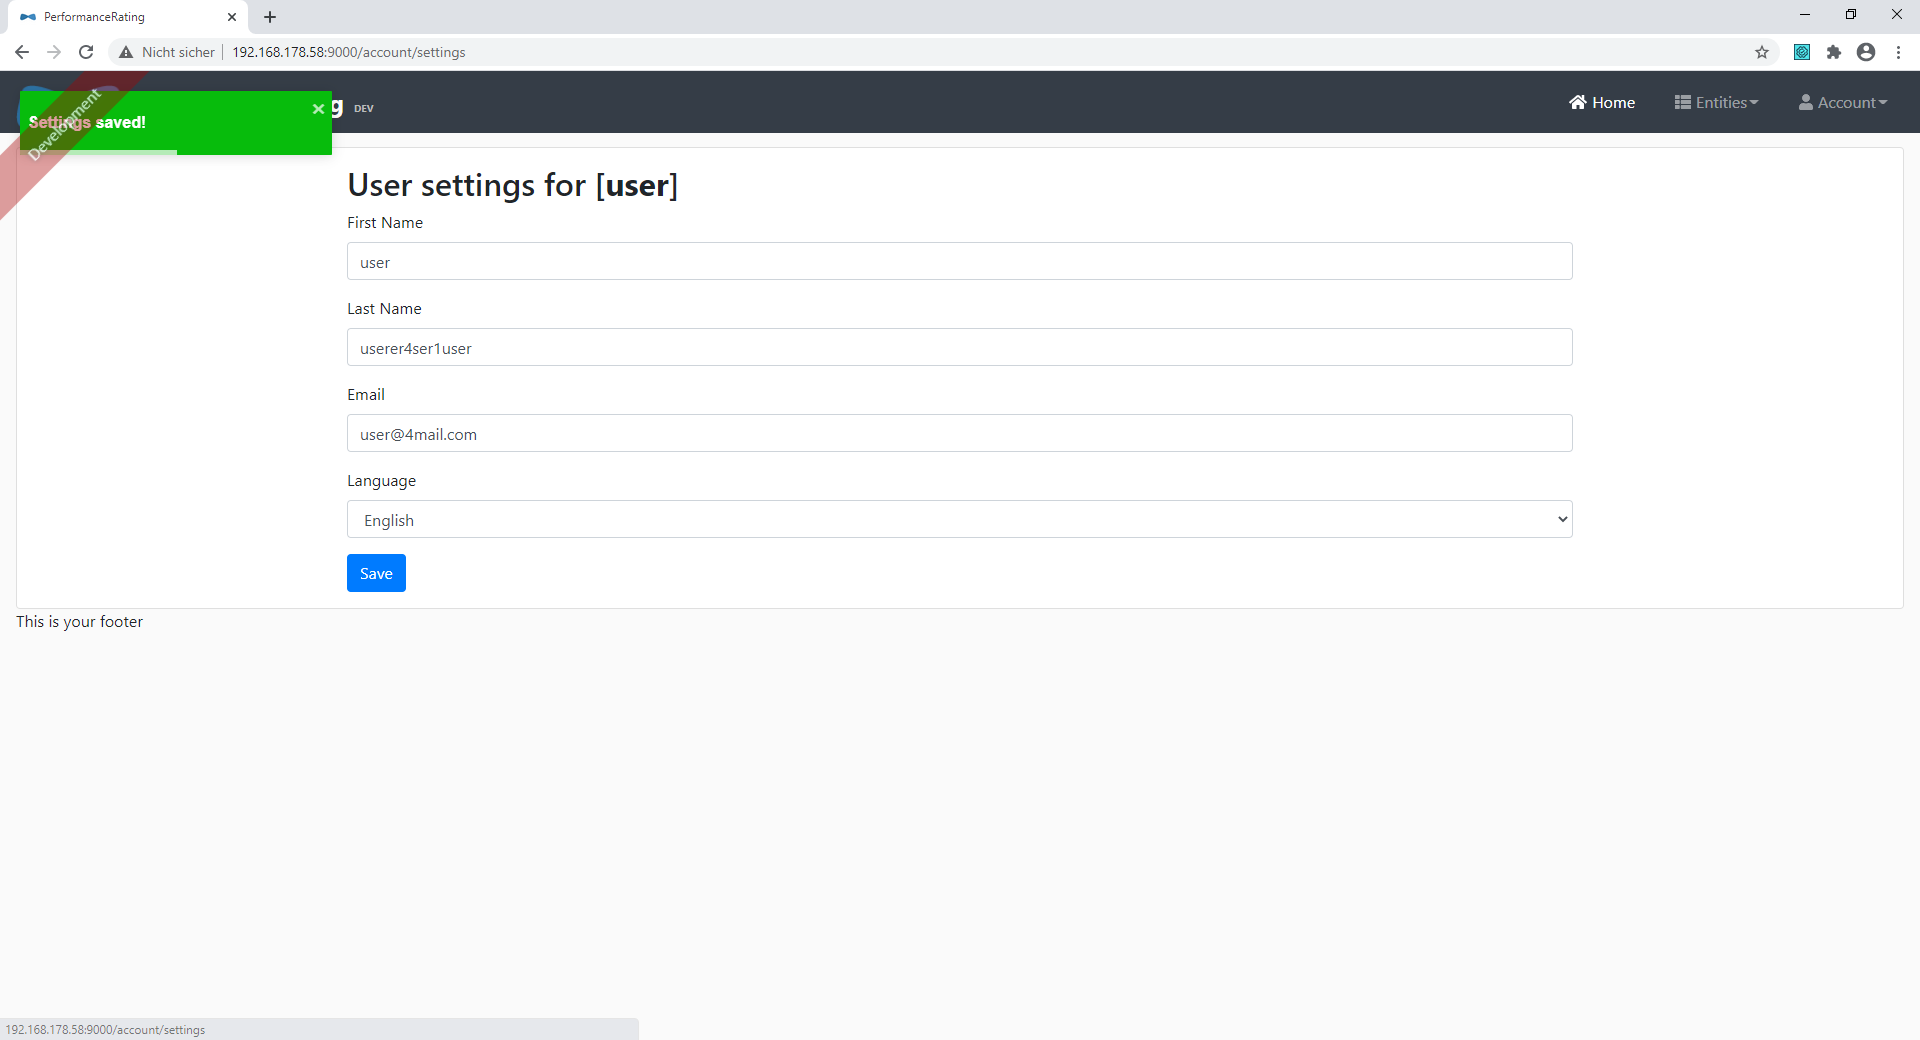 PerformanceRating
Nicht sicher
192.168.178.58:9000/account/settings
g DEV
Home
Entities
Account
Settings saved!
Development
User settings for [user]
First Name
user
Last Name
userer4ser1user
Email
user@4mail.com
Language
English
Save
This is your footer
192.168.178.58:9000/account/settings